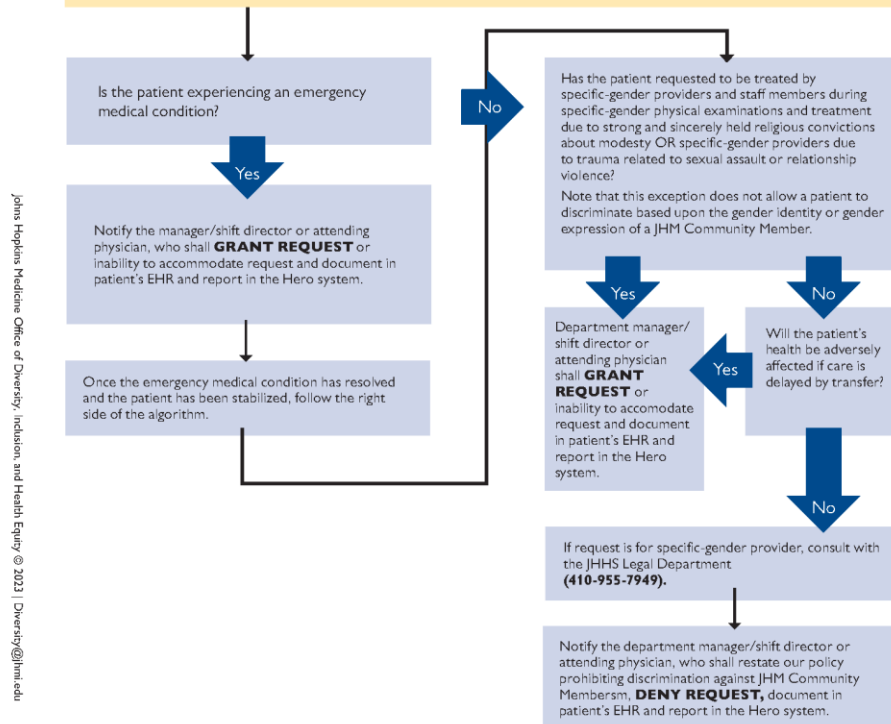 Is the patient experiencing an emergency
medical condition?
Yes
Notify the manager/shift director or attending
physician, who shall GRANT REQUEST or
inability to accommodate request and document in
patient's EHR and report in the Hero system.
Once the emergency medical condition has resolved
and the patient has been stabilized, follow the right
side of the algorithm.
No
Has the patient requested to be treated by
specific-gender providers and staff members during
specific-gender physical examinations and treatment
due to strong and sincerely held religious convictions
about modesty OR specific-gender providers due
to trauma related to sexual assault or relationship
violence?
Note that this exception does not allow a patient to
discriminate based upon the gender identity or gender
expression of a JHM Community Member.
Yes
No
Department manager/
shift director or
attending physician
shall GRANT
REQUEST or
inability to accomodate
request and document
in patient's EHR and
report in the Hero
system.
Yes
Will the patient's
health be adversely
affected if care is
delayed by transfer?
No
If request is for specific-gender provider, consult with
the JHHS Legal Department
(410-955-7949).
Notify the department manager/shift director or
attending physician, who shall restate our policy
prohibiting discrimination against JHM Community
Membersm, DENY REQUEST, document in
patient's EHR and report in the Hero system.
Johns Hopkins Medicine Office of Diversity, Inclusion, and Health Equity © 2023 | Diversity@jhmi.edu